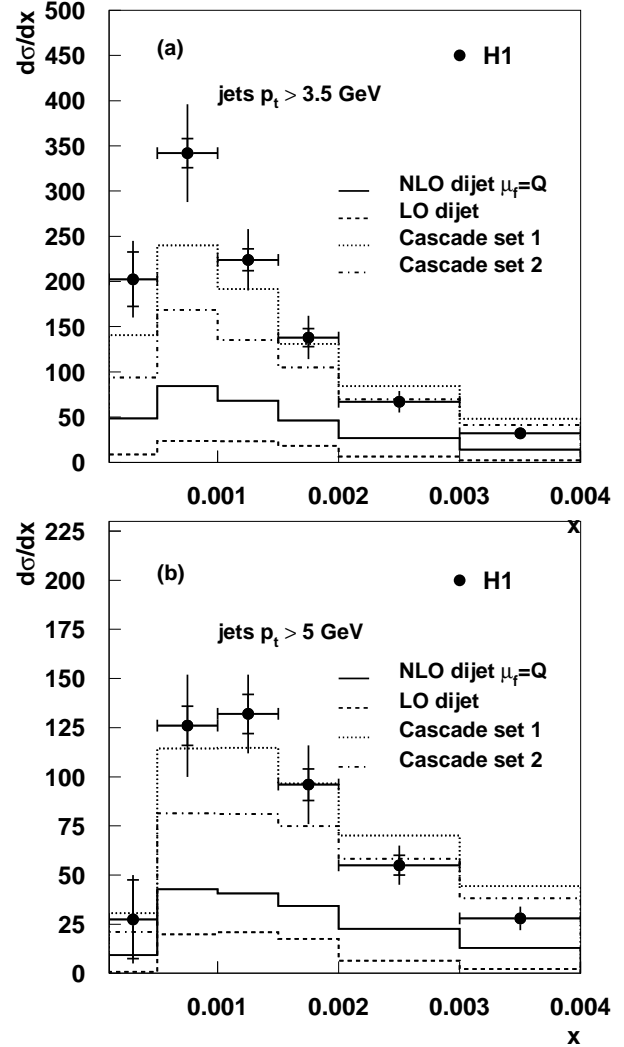 dσ/dx
500
450
400
350
300
250
200
150
100
50
0
(a)
H1
jets p_t > 3.5 GeV
NLO dijet μ_f=Q
LO dijet
Cascade set 1
Cascade set 2
0.001 0.002 0.003 0.004
x
dσ/dx
225
200
175
150
125
100
75
50
25
0
(b)
H1
jets p_t > 5 GeV
NLO dijet μ_f=Q
LO dijet
Cascade set 1
Cascade set 2
0.001 0.002 0.003 0.004
x